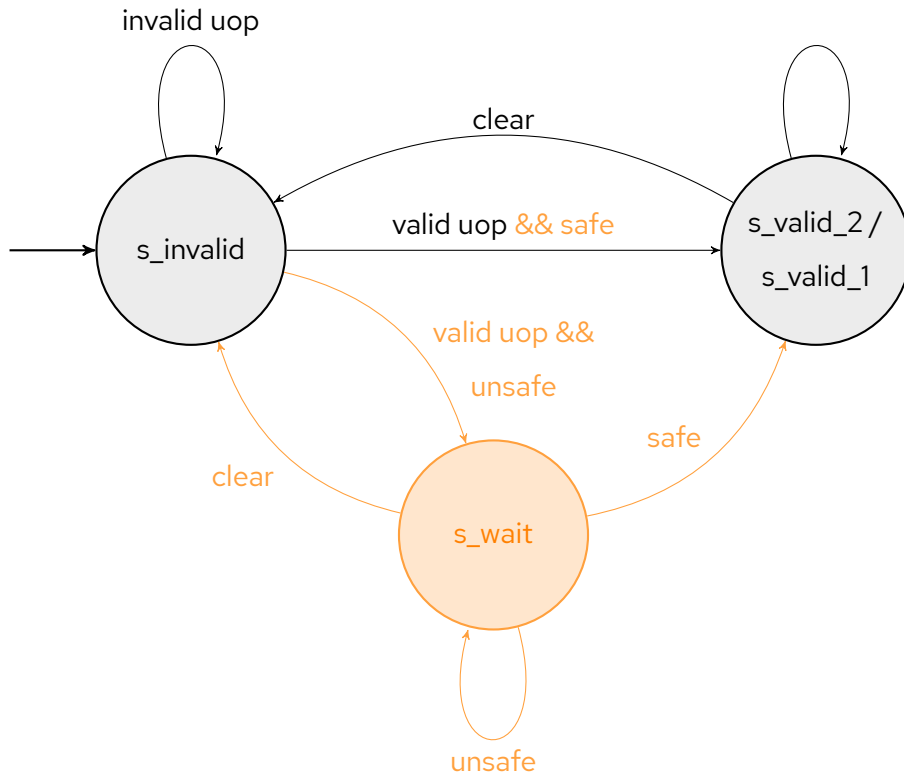 invalid uop
clear
valid uop && safe
s_invalid
s_valid_2 /
s_valid_1
valid uop &&
unsafe
safe
clear
s_wait
unsafe